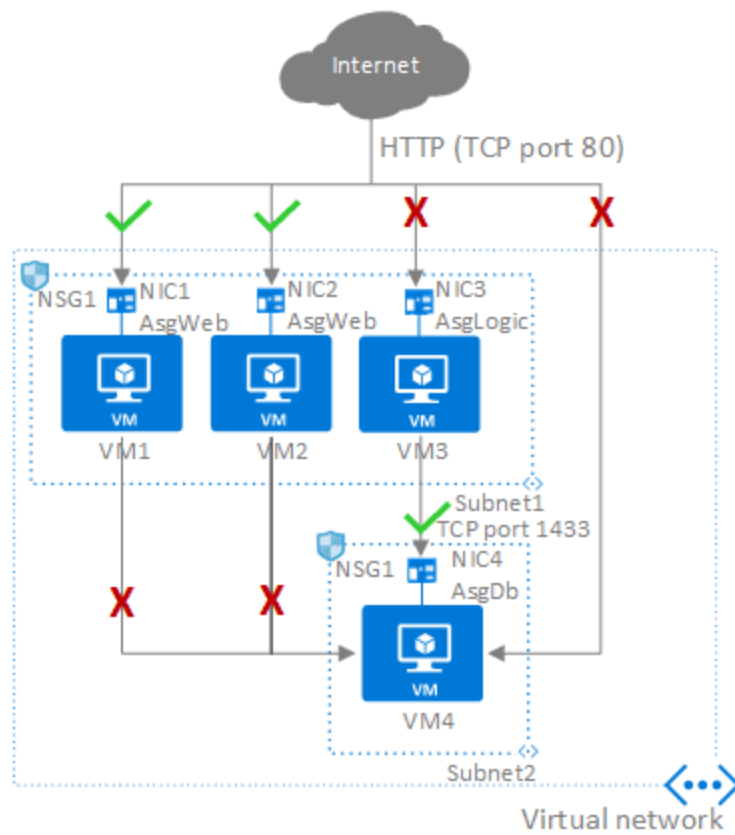 Internet
HTTP (TCP port 80)
X
X
NSG1
NIC1
AsgWeb
NIC2
AsgWeb
NIC3
AsgLogic
VM
VM
VM
VM1
VM2
VM3
Subnet1
TCP port 1433
NSG1
NIC4
AsgDb
X
X
VM
VM4
Subnet2
Virtual network